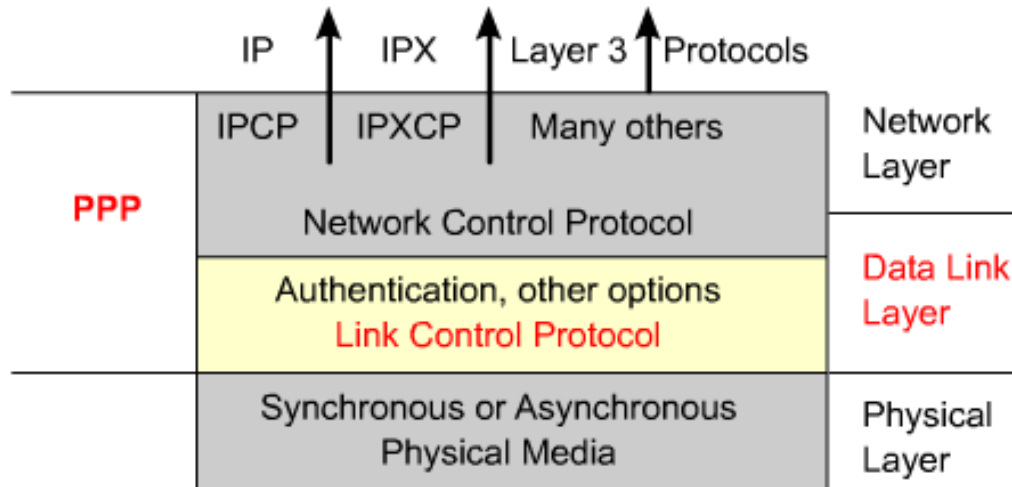 IP IPX Layer 3 Protocols
IPCP IPXCP Many others
Network
Layer
PPP
Network Control Protocol
Authentication, other options
Link Control Protocol
Data Link
Layer
Synchronous or Asynchronous
Physical Media
Physical
Layer